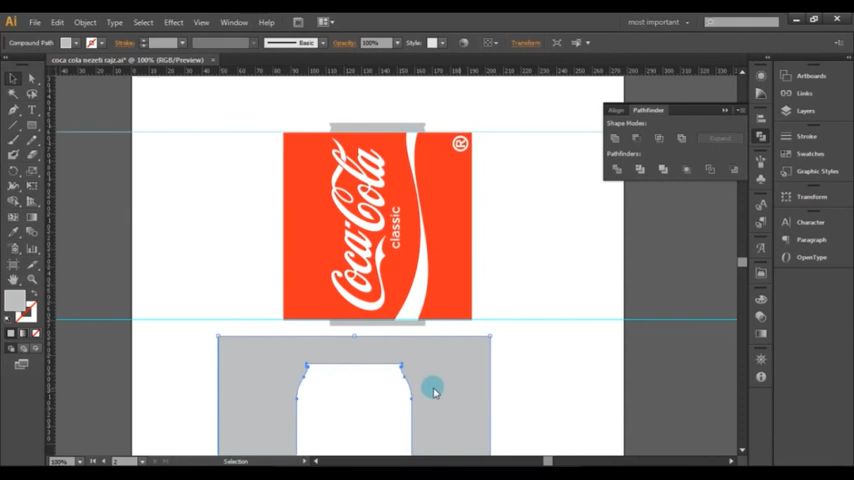 Ai File Edit Object Type Select Effect View Window Help
most important
Compound Path
Stroke:
Basic
Opacity: 100%
Style:
Transform
coca cola nezeti rajz.ai* @ 100% (RGB/Preview)
Align
Pathfinder
Shape Modes:
Expand
Pathfinders:
Artboards
Links
Layers
Stroke
Swatches
Graphic Styles
Transform
Character
Paragraph
OpenType
Coca-Cola
classic
®
100%
2
Selection